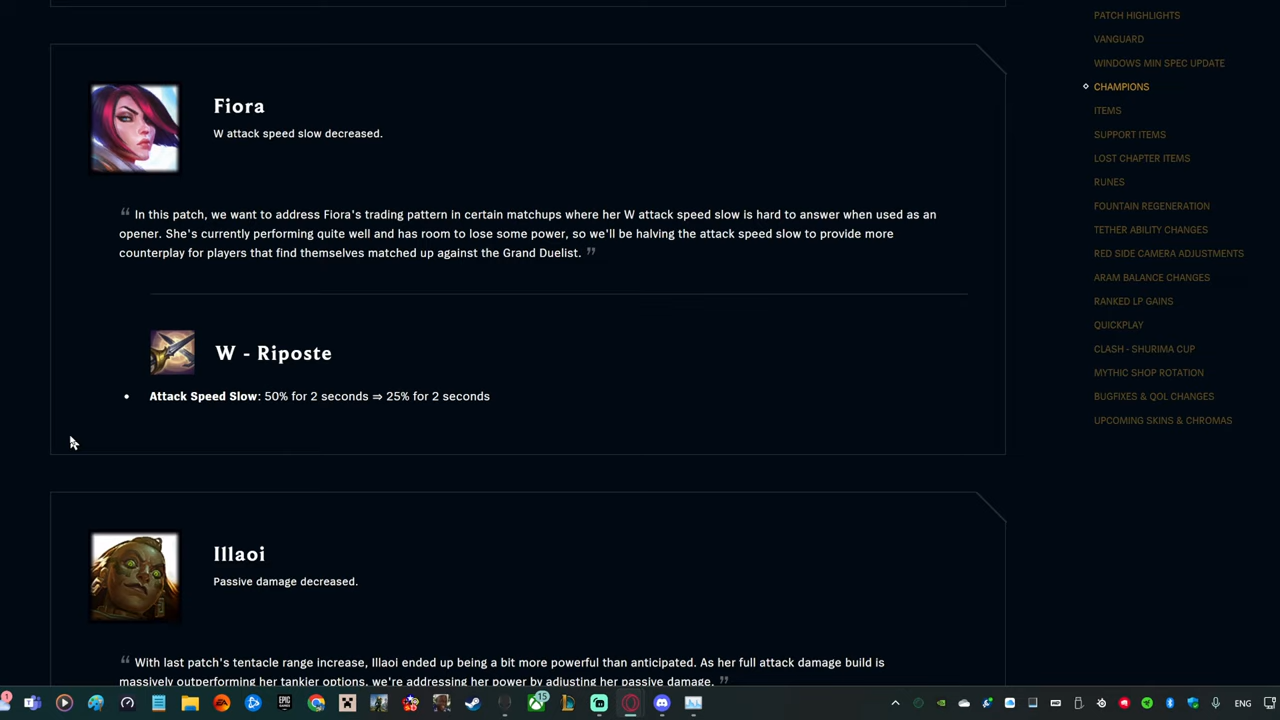 PATCH HIGHLIGHTS
VANGUARD
WINDOWS MIN SPEC UPDATE
CHAMPIONS
ITEMS
SUPPORT ITEMS
LOST CHAPTER ITEMS
RUNES
FOUNTAIN REGENERATION
TETHER ABILITY CHANGES
RED SIDE CAMERA ADJUSTMENTS
ARAM BALANCE CHANGES
RANKED LP GAINS
QUICKPLAY
CLASH - SHURIMA CUP
MYTHIC SHOP ROTATION
BUGFIXES & QOL CHANGES
UPCOMING SKINS & CHROMAS
Fiora
W attack speed slow decreased.
“ In this patch, we want to address Fiora's trading pattern in certain matchups where her W attack speed slow is hard to answer when used as an
opener. She's currently performing quite well and has room to lose some power, so we'll be halving the attack speed slow to provide more
counterplay for players that find themselves matched up against the Grand Duelist. ”
W - Riposte
• Attack Speed Slow: 50% for 2 seconds ⇒ 25% for 2 seconds
Illaoi
Passive damage decreased.
“ With last patch's tentacle range increase, Illaoi ended up being a bit more powerful than anticipated. As her full attack damage build is
massively outperforming her tankier options, we're addressing her power by adjusting her passive damage. ”
1
EPIC
GAMES
15
ENG